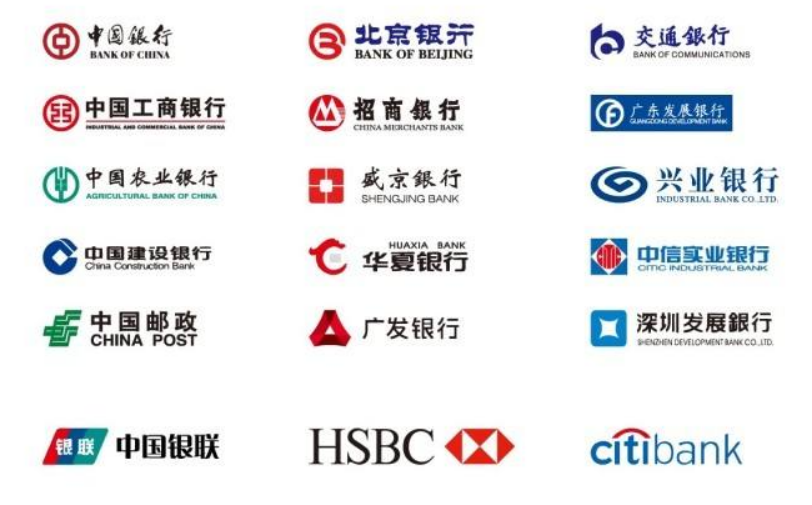 中国银行
BANK OF CHINA
北京银行
BANK OF BEIJING
交通銀行
BANK OF COMMUNICATIONS
中国工商银行
INDUSTRIAL AND COMMERCIAL BANK OF CHINA
招商银行
CHINA MERCHANTS BANK
广东发展银行
GUANGDONG DEVELOPMENT BANK
中国农业银行
AGRICULTURAL BANK OF CHINA
盛京銀行
SHENGJING BANK
兴业银行
INDUSTRIAL BANK CO.,LTD.
中国建设银行
China Construction Bank
HUAXIA BANK
华夏银行
中信实业银行
CITIC INDUSTRIAL BANK
中国邮政
CHINA POST
广发银行
深圳发展銀行
SHENZHEN DEVELOPMENT BANK CO.,LTD.
银联 中国银联
HSBC
citibank